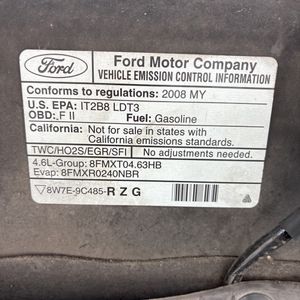 Ford
Ford Motor Company
VEHICLE EMISSION CONTROL INFORMATION
Conforms to regulations: 2008 MY
U.S. EPA: IT2B8 LDT3
OBD: F II Fuel: Gasoline
California: Not for sale in states with
California emissions standards.
TWC/HO2S/EGR/SFI No adjustments needed.
4.6L-Group: 8FMXT04.63HB
Evap: 8FMXR0240NBR
8W7E-9C485-R Z G